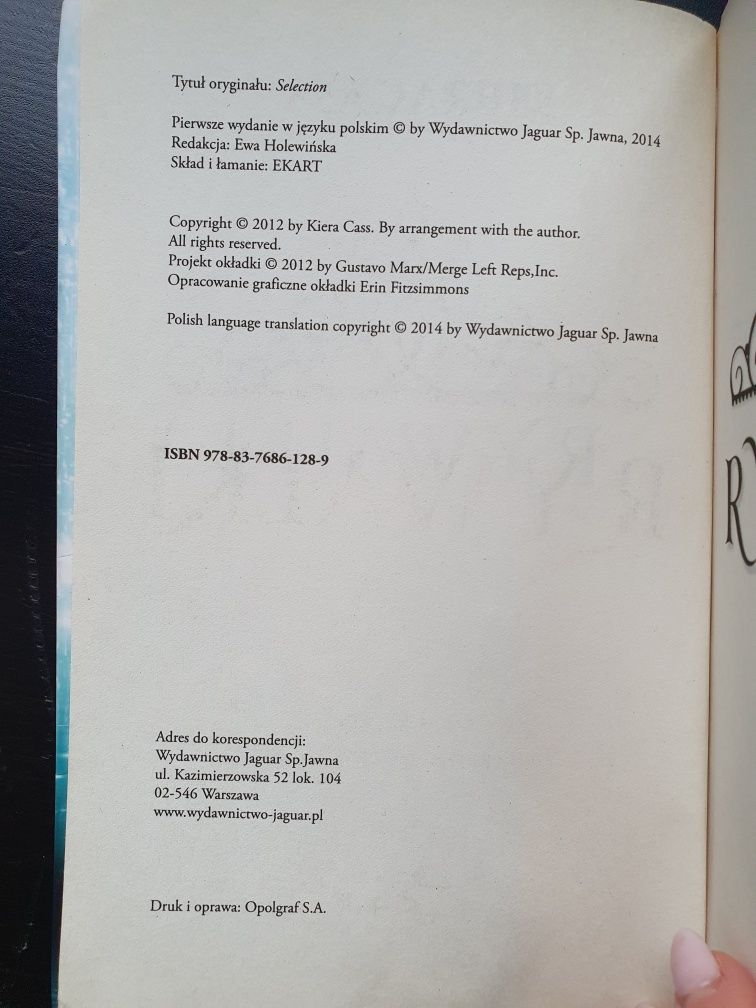 Tytuł oryginału: Selection
Pierwsze wydanie w języku polskim © by Wydawnictwo Jaguar Sp. Jawna, 2014
Redakcja: Ewa Holewińska
Skład i łamanie: EKART
Copyright © 2012 by Kiera Cass. By arrangement with the author.
All rights reserved.
Projekt okładki © 2012 by Gustavo Marx/Merge Left Reps,Inc.
Opracowanie graficzne okładki Erin Fitzsimmons
Polish language translation copyright © 2014 by Wydawnictwo Jaguar Sp. Jawna
ISBN 978-83-7686-128-9
Adres do korespondencji:
Wydawnictwo Jaguar Sp.Jawna
ul. Kazimierzowska 52 lok. 104
02-546 Warszawa
www.wydawnictwo-jaguar.pl
Druk i oprawa: Opolgraf S.A.